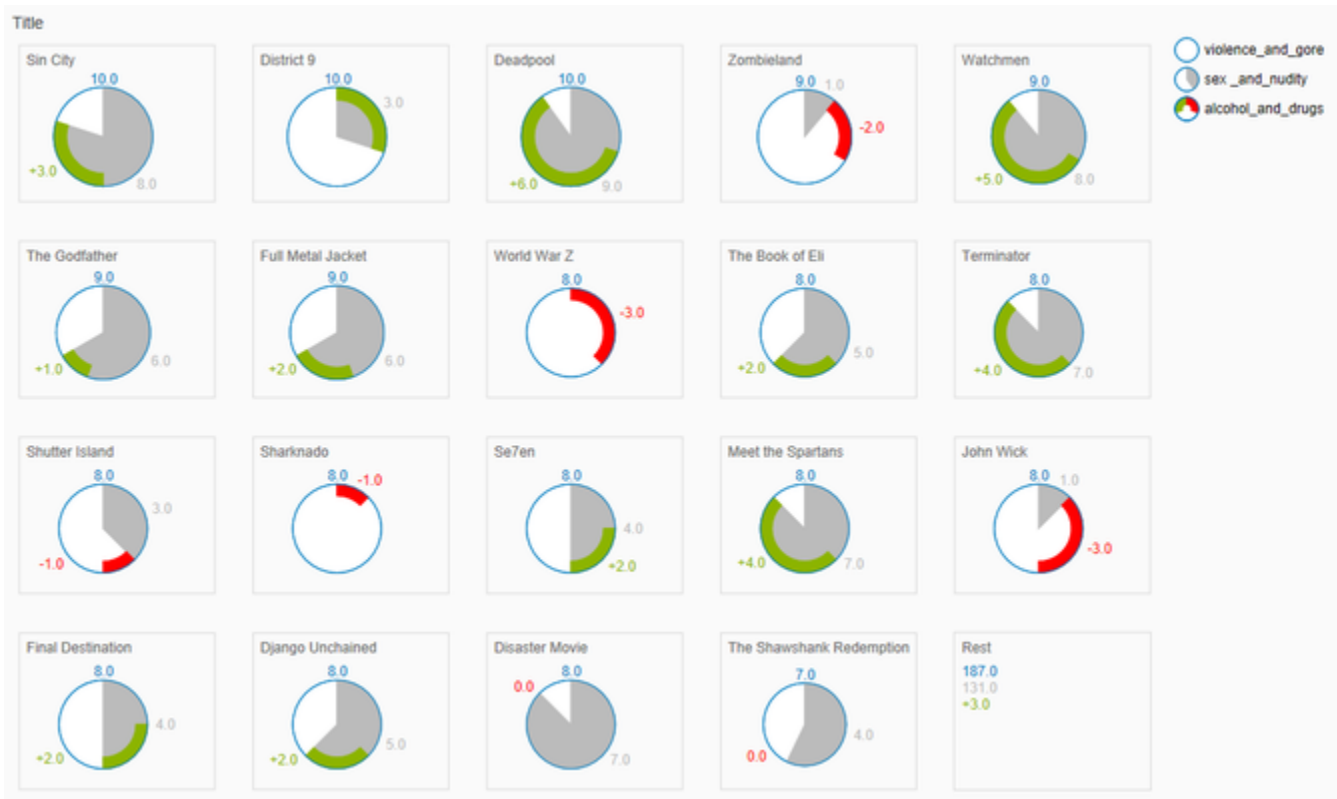 Title
Sin City
10.0
+3.0
8.0
District 9
10.0
3.0
Deadpool
10.0
+6.0
9.0
Zombieland
9.0
1.0
-2.0
Watchmen
9.0
+5.0
8.0
violence_and_gore
sex _and_nudity
alcohol_and_drugs
The Godfather
9.0
+1.0
6.0
Full Metal Jacket
9.0
+2.0
6.0
World War Z
8.0
-3.0
The Book of Eli
8.0
+2.0
5.0
Terminator
8.0
+4.0
7.0
Shutter Island
8.0
3.0
-1.0
Sharknado
8.0
-1.0
Se7en
8.0
4.0
+2.0
Meet the Spartans
8.0
+4.0
7.0
John Wick
8.0
1.0
-3.0
Final Destination
8.0
4.0
+2.0
Django Unchained
8.0
+2.0
5.0
Disaster Movie
8.0
0.0
7.0
The Shawshank Redemption
7.0
0.0
4.0
Rest
187.0
131.0
+3.0